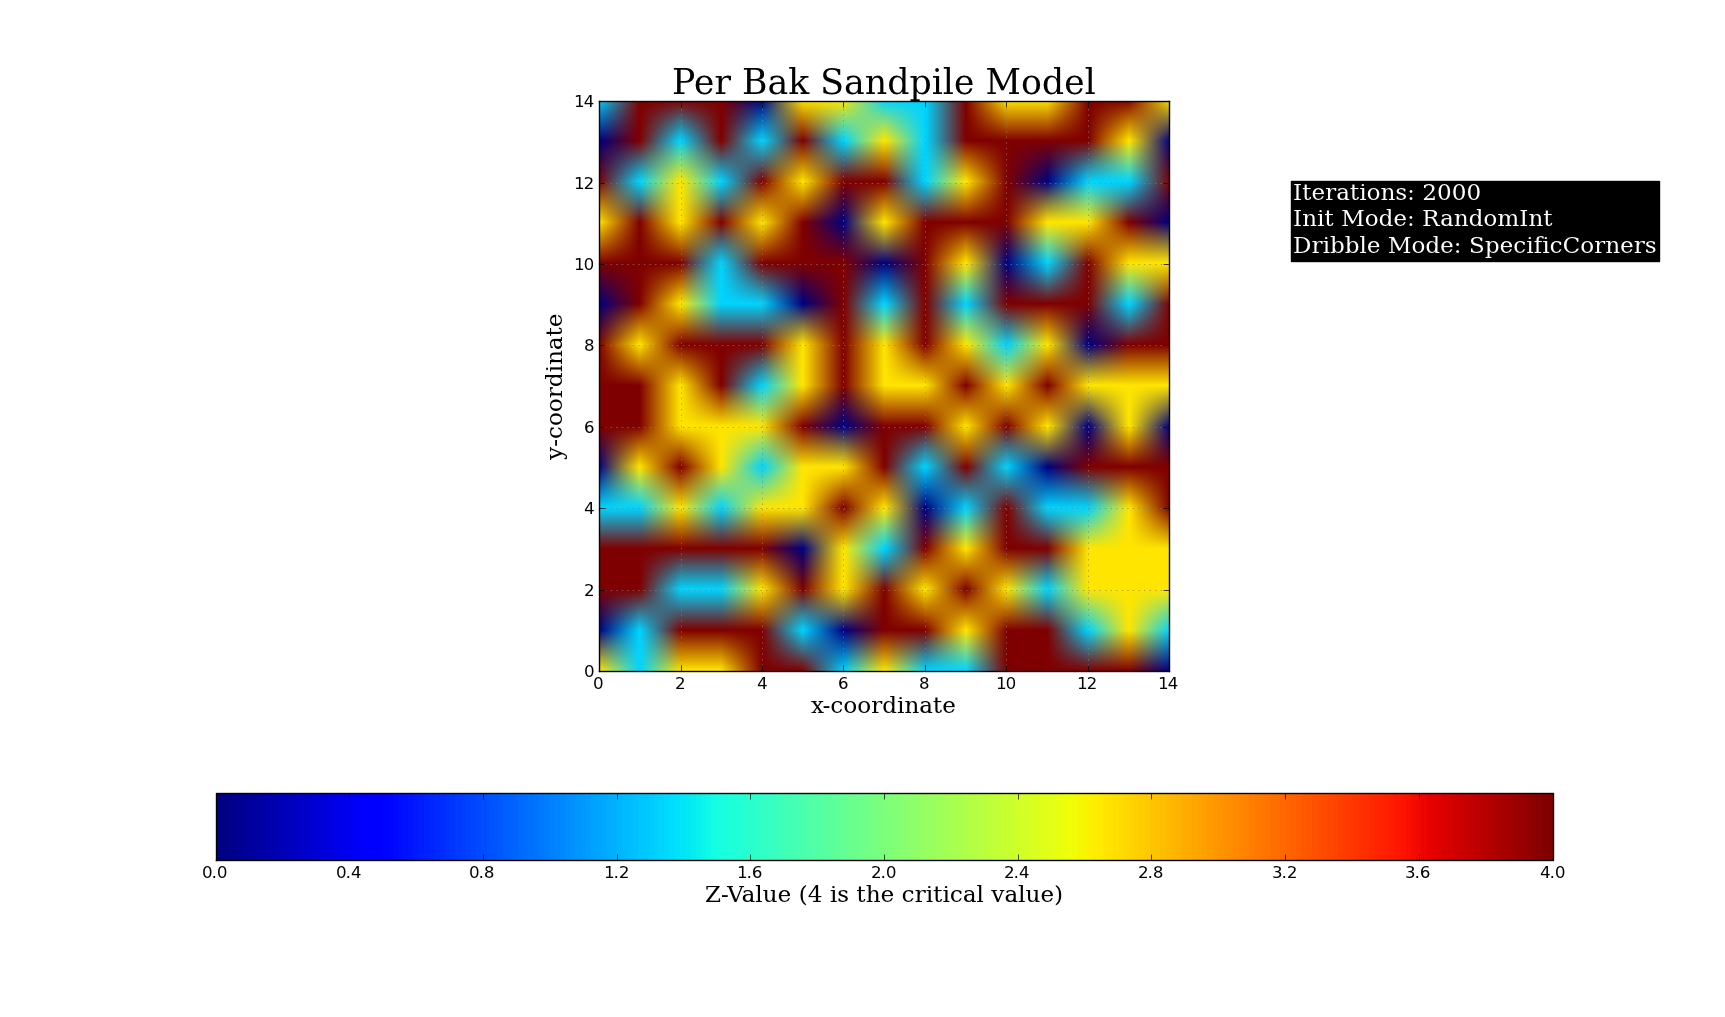 Per Bak Sandpile Model
14
12
10
8
6
4
2
0
y-coordinate
0 2 4 6 8 10 12 14
x-coordinate
Iterations: 2000
Init Mode: RandomInt
Dribble Mode: SpecificCorners
0.0 0.4 0.8 1.2 1.6 2.0 2.4 2.8 3.2 3.6 4.0
Z-Value (4 is the critical value)